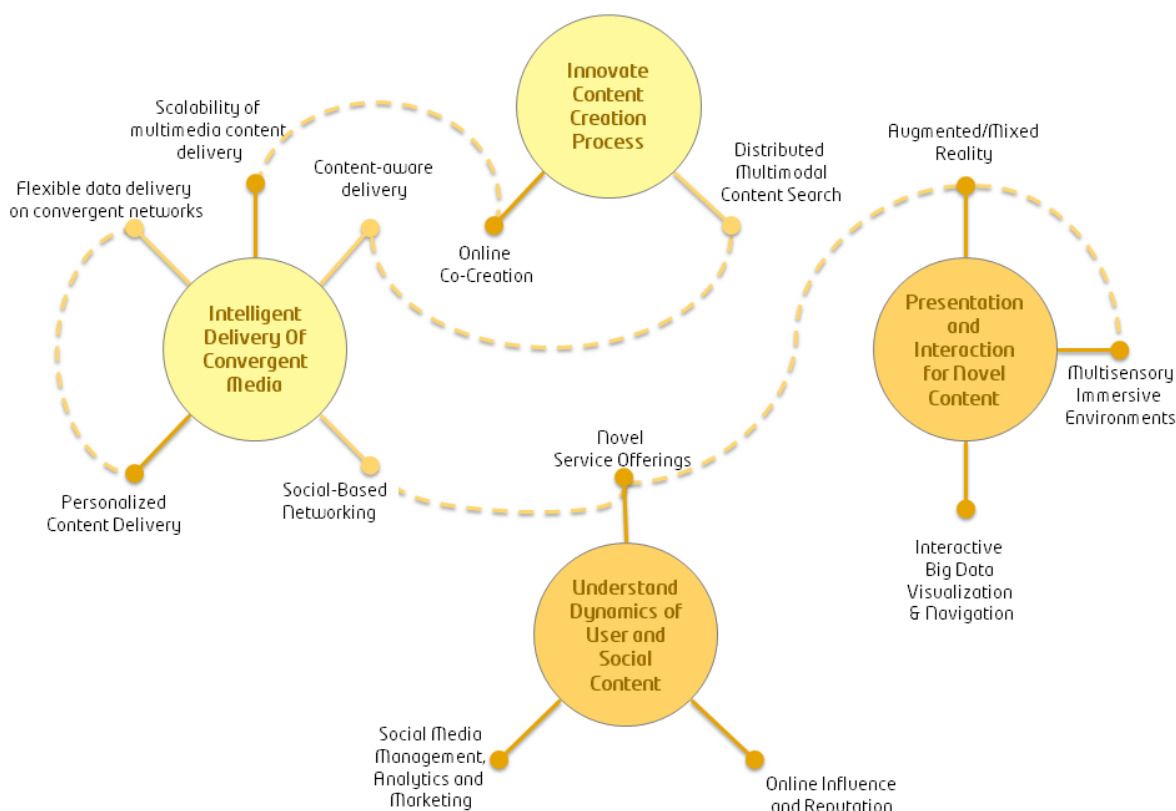 Innovate
Content
Creation
Process
Scalability of
multimedia content
delivery
Content-aware
delivery
Flexible data delivery
on convergent networks
Online
Co-Creation
Distributed
Multimodal
Content Search
Augmented/Mixed
Reality
Intelligent
Delivery Of
Convergent
Media
Presentation
and
Interaction
for Novel
Content
Multisensory
Immersive
Environments
Personalized
Content Delivery
Social-Based
Networking
Novel
Service Offerings
Interactive
Big Data
Visualization
& Navigation
Understand
Dynamics of
User and
Social
Content
Social Media
Management,
Analytics and
Marketing
Online Influence
and Reputation